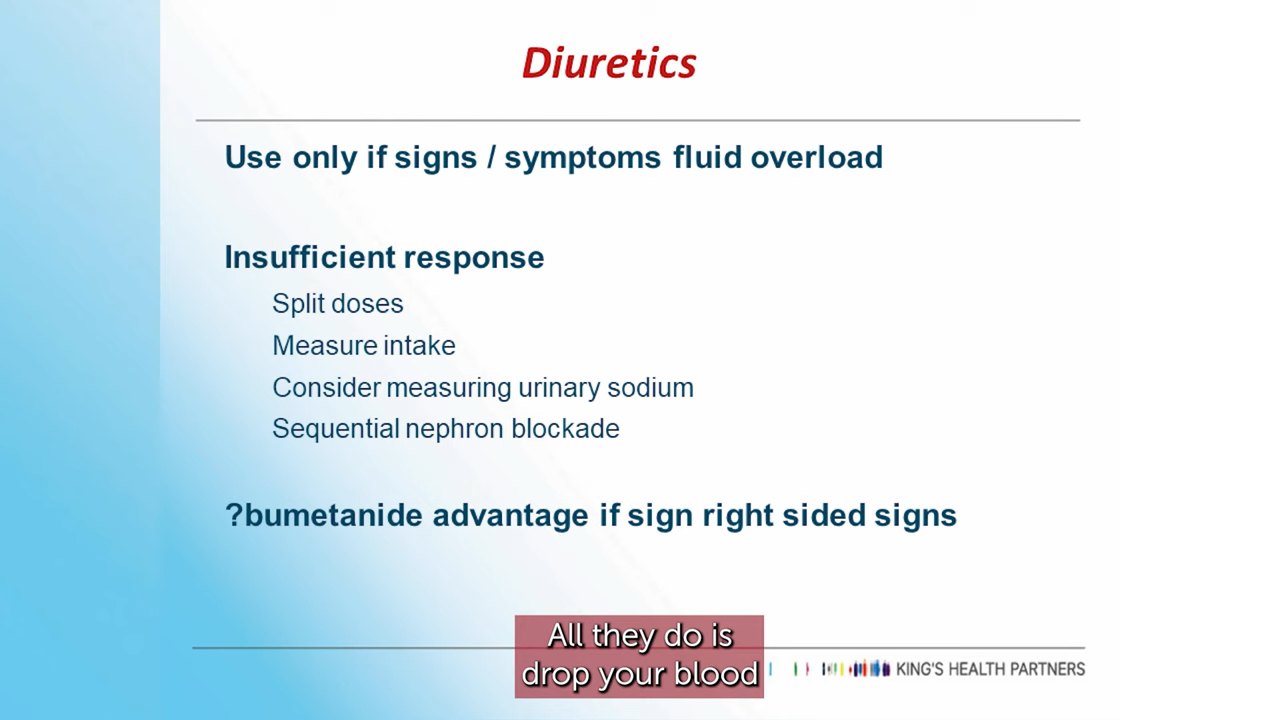 Diuretics
Use only if signs / symptoms fluid overload
Insufficient response
Split doses
Measure intake
Consider measuring urinary sodium
Sequential nephron blockade
?bumetanide advantage if sign right sided signs
All they do is
drop your blood
KING'S HEALTH PARTNERS